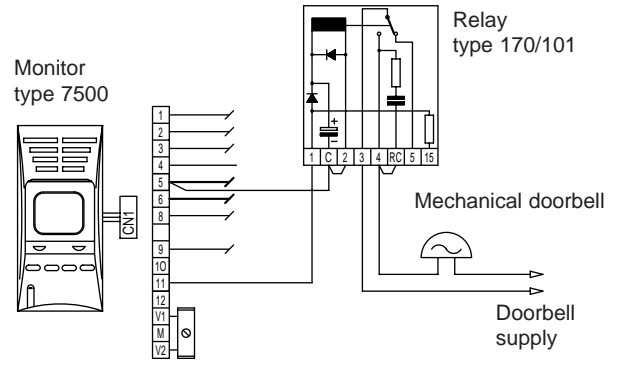 Relay
type 170/101
Monitor
type 7500
1
2
3
4
5
6
8
9
10
11
12
V1
M
V2
CN1
+
–
1 C 2 3 4 RC 5 15
Mechanical doorbell
Doorbell
supply